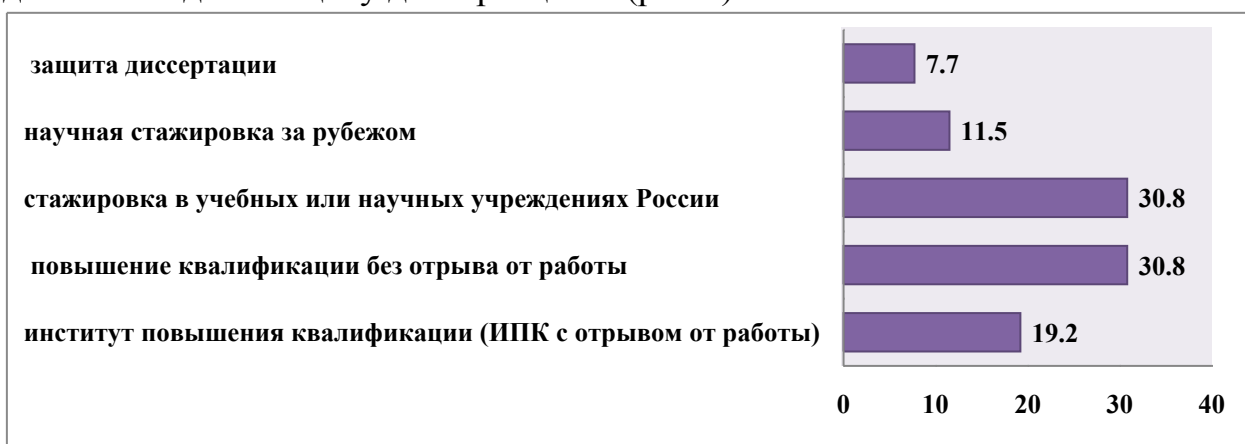 защита диссертации 7.7
научная стажировка за рубежом 11.5
стажировка в учебных или научных учреждениях России 30.8
повышение квалификации без отрыва от работы 30.8
институт повышения квалификации (ИПК с отрывом от работы) 19.2
0 10 20 30 40